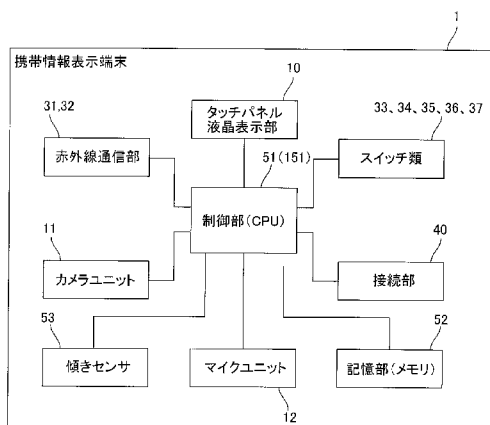 1
携帯情報表示端末
10
31,32
タッチパネル
液晶表示部
33、34、35、36、37
赤外線通信部
51(151)
スイッチ類
制御部(CPU)
11
40
カメラユニット
接続部
53
52
傾きセンサ
マイクユニット
記憶部(メモリ)
12